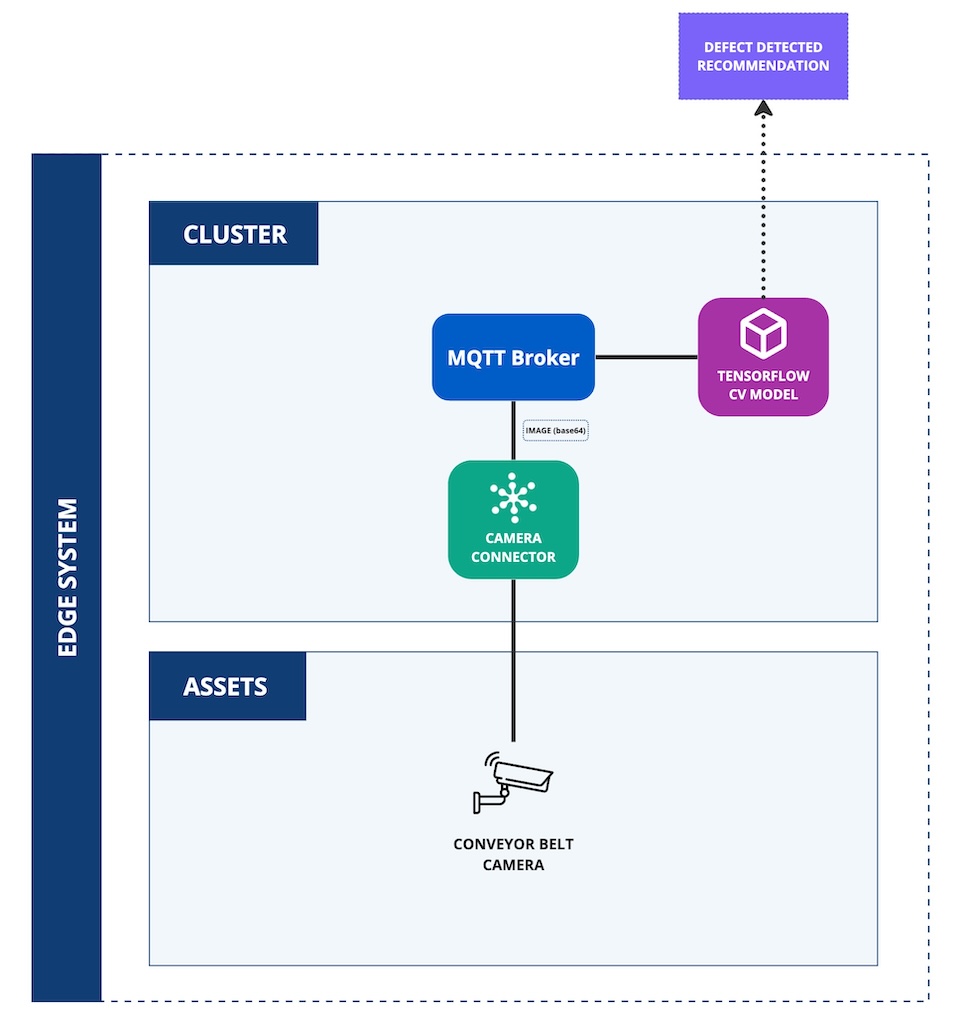 DEFECT DETECTED
RECOMMENDATION
EDGE SYSTEM
CLUSTER
MQTT Broker
TENSORFLOW
CV MODEL
IMAGE (base64)
CAMERA
CONNECTOR
ASSETS
CONVEYOR BELT
CAMERA